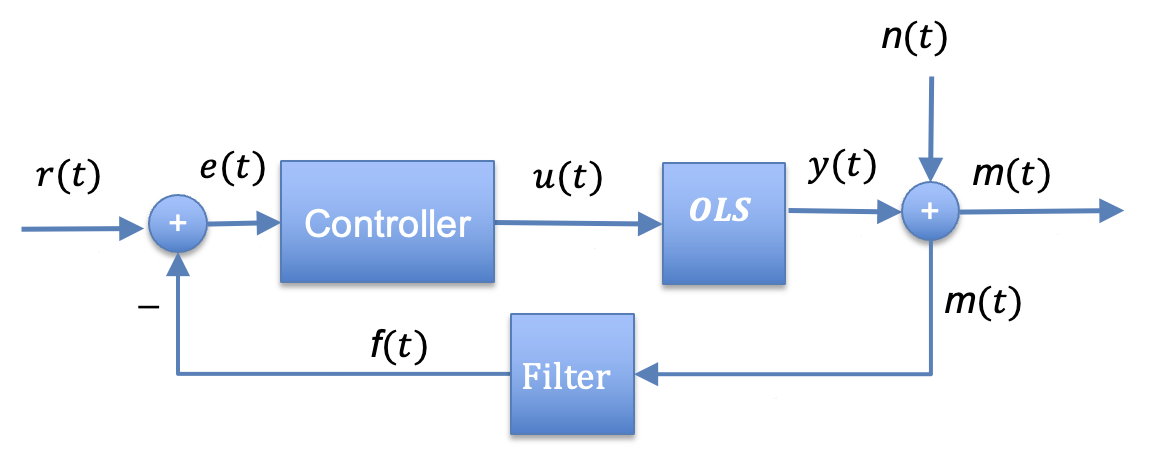 n(t)
r(t)
e(t)
u(t)
y(t)
m(t)
+
Controller
OLS
+
−
m(t)
f(t)
Filter